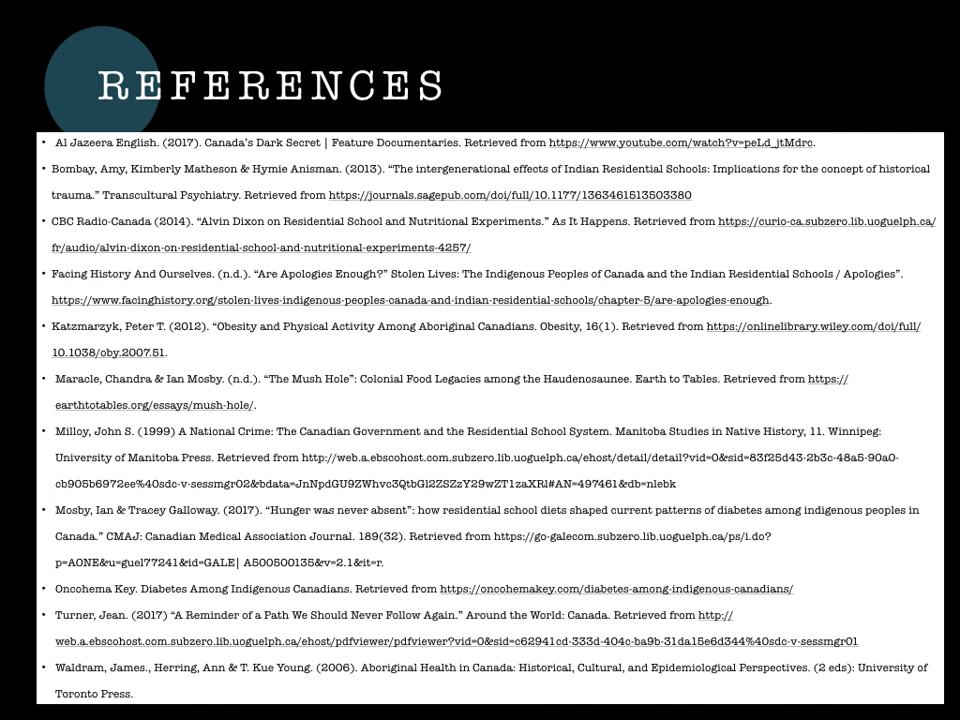 REFERENCES
• Al Jazeera English. (2017). Canada's Dark Secret | Feature Documentaries. Retrieved from https://www.youtube.com/watch?v=peLd_jtMdrc.
• Bombay, Amy, Kimberly Matheson & Hymie Anisman. (2013). “The intergenerational effects of Indian Residential Schools: Implications for the concept of historical
trauma.” Transcultural Psychiatry. Retrieved from https://journals.sagepub.com/doi/full/10.1177/1363461513503380
• CBC Radio-Canada (2014). “Alvin Dixon on Residential School and Nutritional Experiments.” As It Happens. Retrieved from https://curio-ca.subzero.lib.uoguelph.ca/
fr/audio/alvin-dixon-on-residential-school-and-nutritional-experiments-4257/
• Facing History And Ourselves. (n.d.). “Are Apologies Enough?” Stolen Lives: The Indigenous Peoples of Canada and the Indian Residential Schools / Apologies”.
https://www.facinghistory.org/stolen-lives-indigenous-peoples-canada-and-indian-residential-schools/chapter-5/are-apologies-enough.
• Katzmarzyk, Peter T. (2012). “Obesity and Physical Activity Among Aboriginal Canadians. Obesity, 16(1). Retrieved from https://onlinelibrary.wiley.com/doi/full/
10.1038/oby.2007.51.
• Maracle, Chandra & Ian Mosby. (n.d.). “The Mush Hole”: Colonial Food Legacies among the Haudenosaunee. Earth to Tables. Retrieved from https://
earthtotables.org/essays/mush-hole/.
• Milloy, John S. (1999) A National Crime: The Canadian Government and the Residential School System. Manitoba Studies in Native History, 11. Winnipeg:
University of Manitoba Press. Retrieved from http://web.a.ebscohost.com.subzero.lib.uoguelph.ca/ehost/detail/detail?vid=0&sid=83f25d43-2b3c-48a5-90a0-
cb905b6972ee%40sdc-v-sessmgr02&bdata=JnNpdGU9ZWhvc3QtbGl2ZSZzY29wZT1zaXRl#AN=497461&db=nlebk
• Mosby, Ian & Tracey Galloway. (2017). “Hunger was never absent”: how residential school diets shaped current patterns of diabetes among indigenous peoples in
Canada.” CMAJ: Canadian Medical Association Journal. 189(32). Retrieved from https://go-galecom.subzero.lib.uoguelph.ca/ps/i.do?
p=AONE&u=guel77241&id=GALE| A500500135&v=2.1&it=r.
• Oncohema Key. Diabetes Among Indigenous Canadians. Retrieved from https://oncohemakey.com/diabetes-among-indigenous-canadians/
• Turner, Jean. (2017) “A Reminder of a Path We Should Never Follow Again.” Around the World: Canada. Retrieved from http://
web.a.ebscohost.com.subzero.lib.uoguelph.ca/ehost/pdfviewer/pdfviewer?vid=0&sid=c62941cd-333d-404c-ba9b-31da15e6d344%40sdc-v-sessmgr01
• Waldram, James., Herring, Ann & T. Kue Young. (2006). Aboriginal Health in Canada: Historical, Cultural, and Epidemiological Perspectives. (2 eds): University of
Toronto Press.